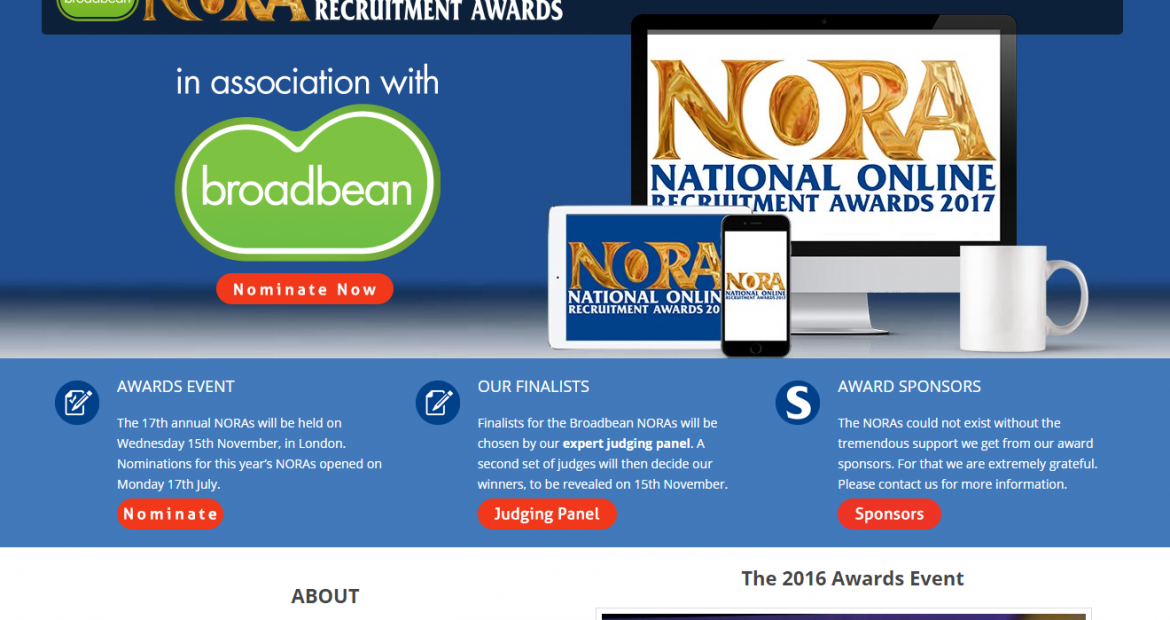 broadbean
NORA
RECRUITMENT AWARDS
in association with
broadbean
Nominate Now
NORA
NATIONAL ONLINE
RECRUITMENT AWARDS 2017
NORA
NATIONAL ONLIN
RECRUITMENT AWARDS 20
NORA
NATIONAL ONLINE
RECRUITMENT AWARDS 2017
AWARDS EVENT
The 17th annual NORAs will be held on
Wednesday 15th November, in London.
Nominations for this year's NORAs opened on
Monday 17th July.
Nominate
OUR FINALISTS
Finalists for the Broadbean NORAs will be
chosen by our expert judging panel. A
second set of judges will then decide our
winners, to be revealed on 15th November.
Judging Panel
S
AWARD SPONSORS
The NORAs could not exist without the
tremendous support we get from our award
sponsors. For that we are extremely grateful.
Please contact us for more information.
Sponsors
ABOUT
The 2016 Awards Event